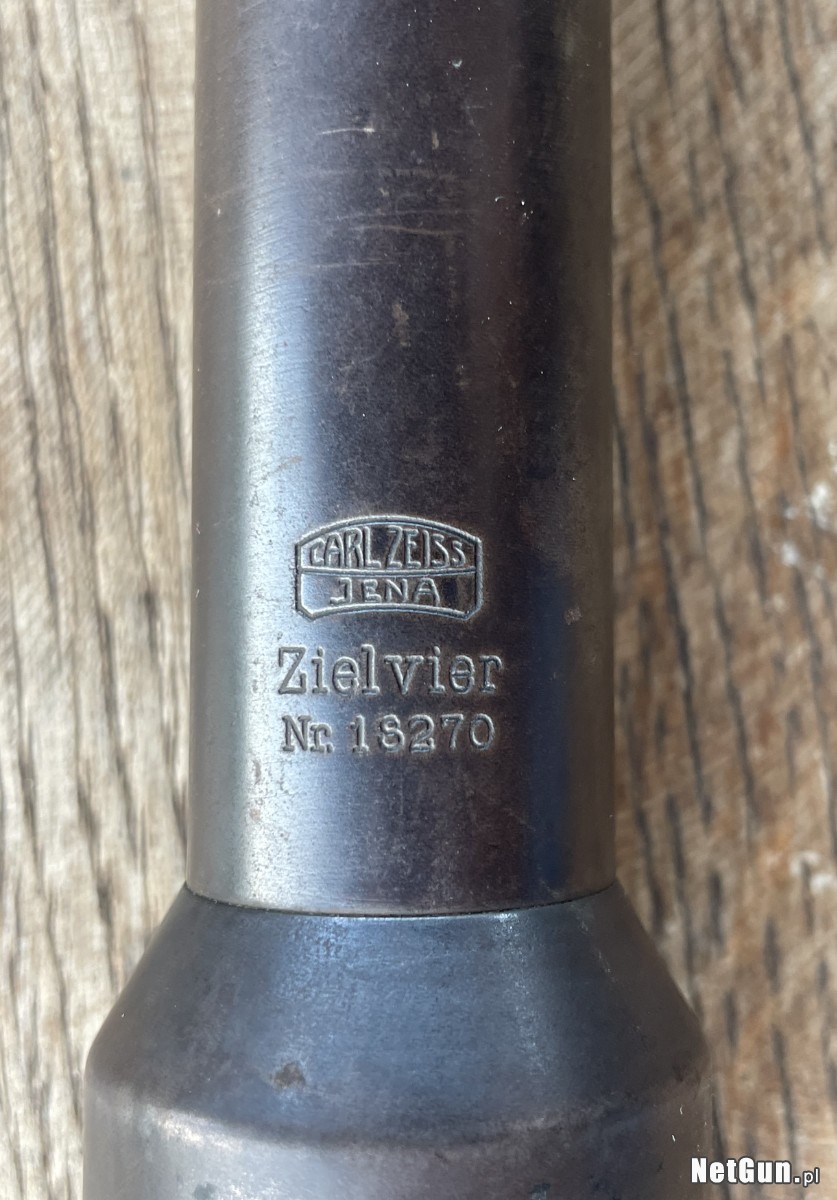 CARL ZEISS
JENA
Zielvier
Nr. 18270
NetGun.pl